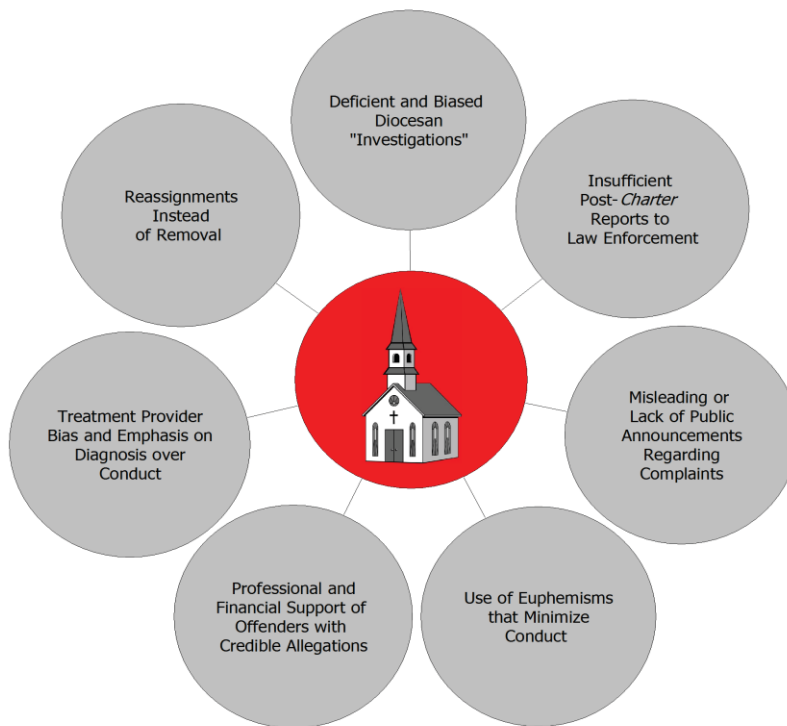 Deficient and Biased
Diocesan
"Investigations"
Insufficient
Post-Charter
Reports to
Law Enforcement
Misleading or
Lack of Public
Announcements
Regarding
Complaints
Use of Euphemisms
that Minimize
Conduct
Professional and
Financial Support of
Offenders with
Credible Allegations
Treatment Provider
Bias and Emphasis on
Diagnosis over
Conduct
Reassignments
Instead
of Removal